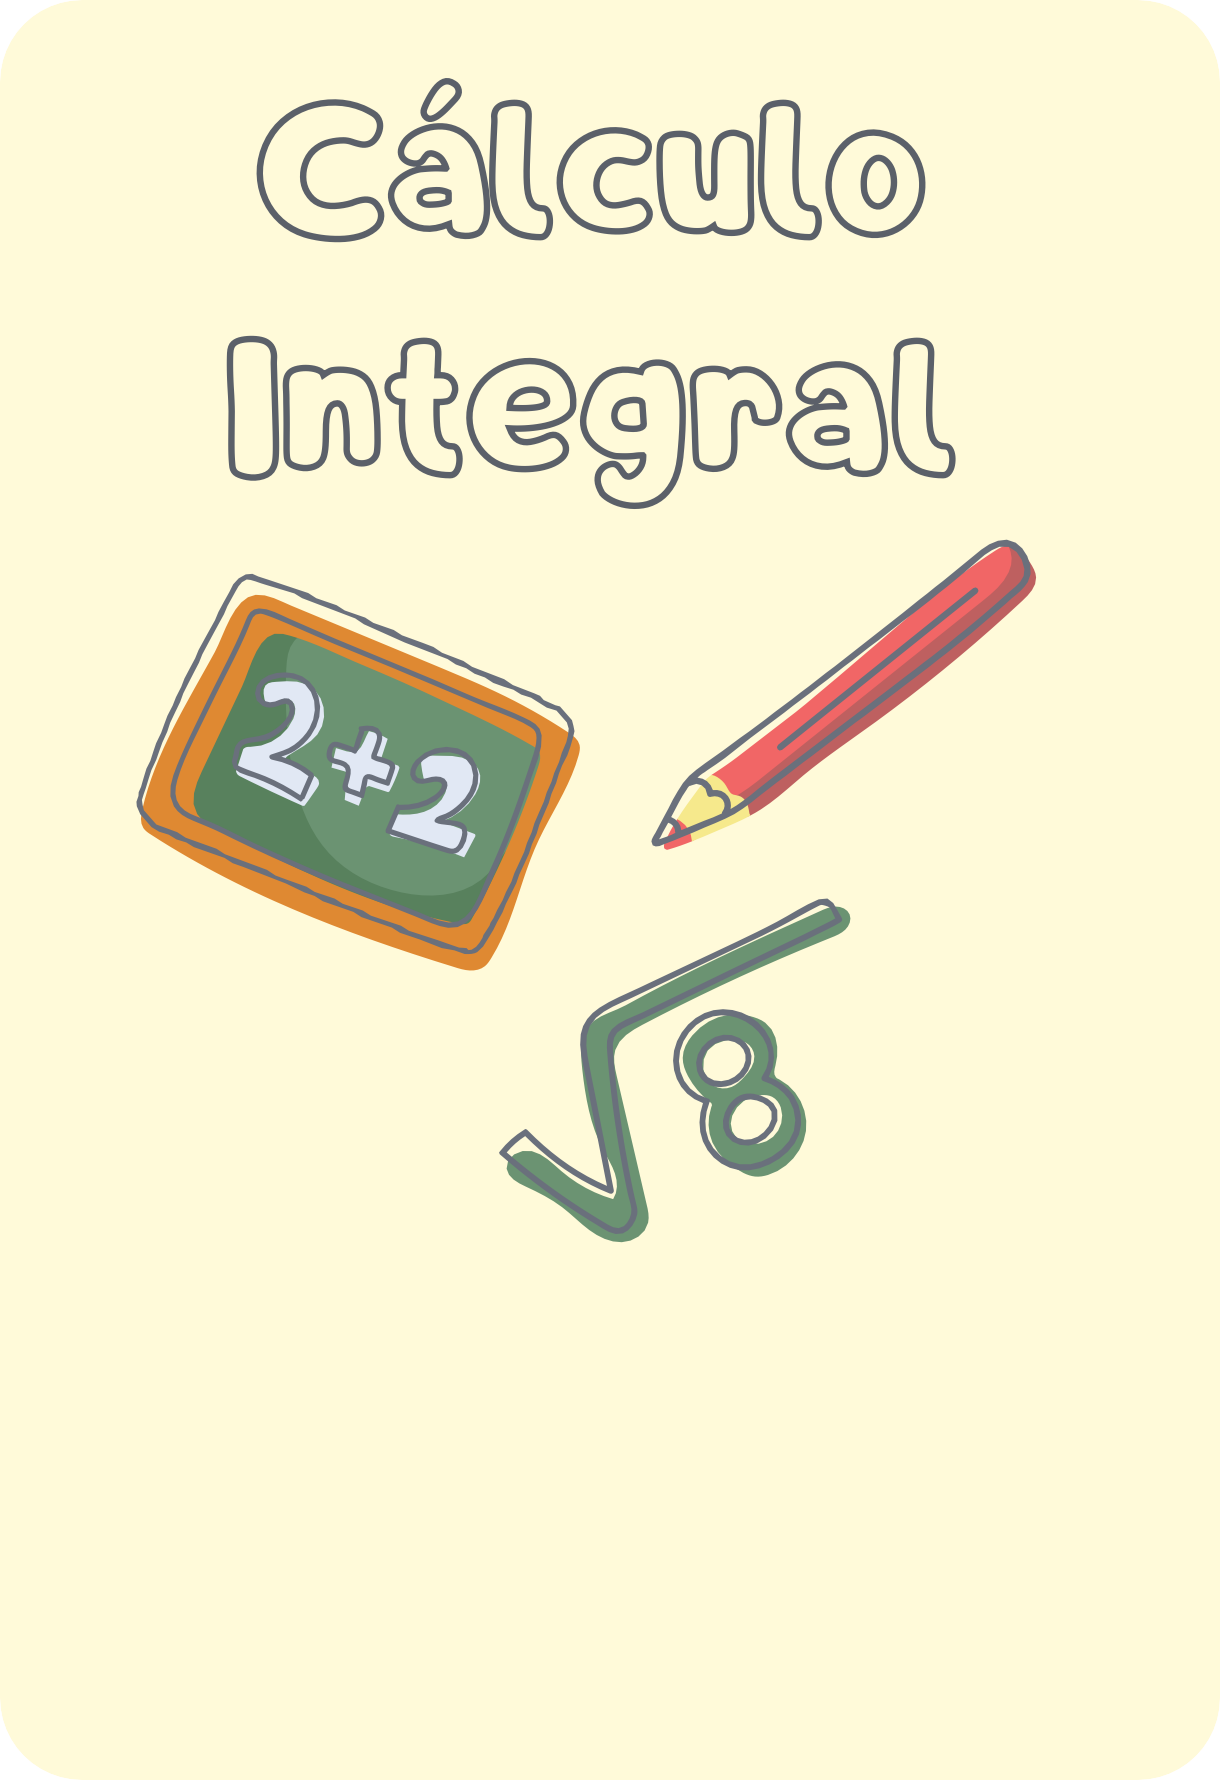 Cálculo
Integral
2+2
√8